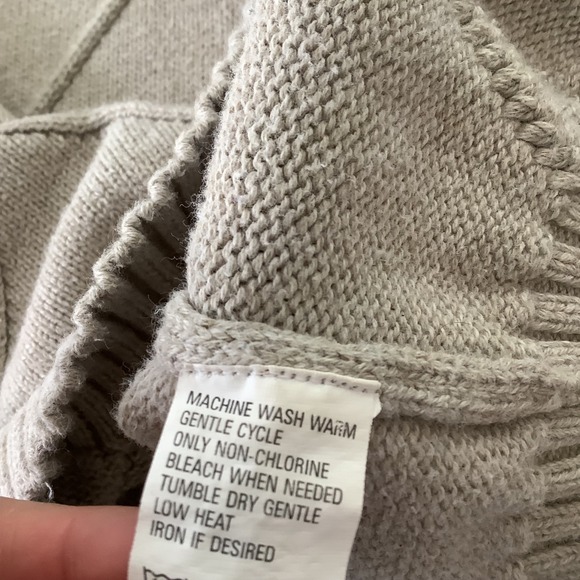 MACHINE WASH WARM
GENTLE CYCLE
ONLY NON-CHLORINE
BLEACH WHEN NEEDED
TUMBLE DRY GENTLE
LOW HEAT
IRON IF DESIRED